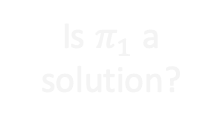 Is π₁ a
solution?